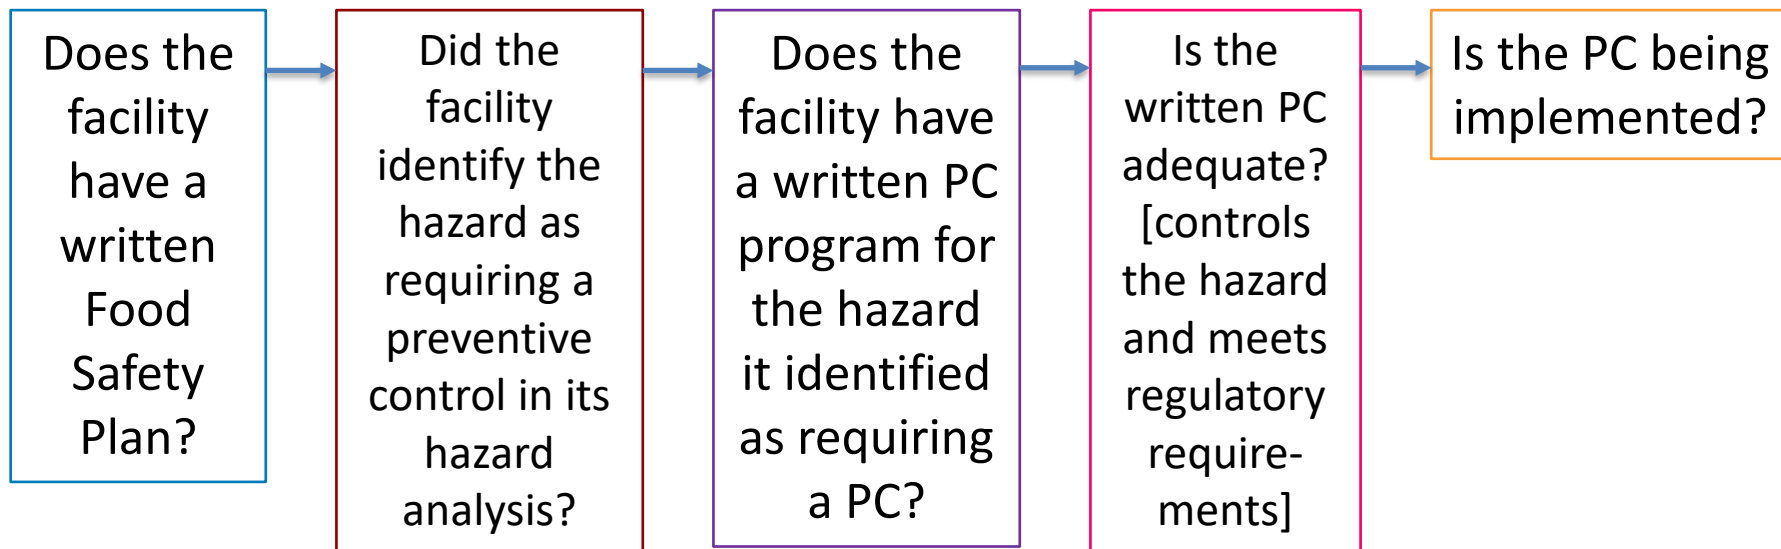 Does the
facility
have a
written
Food
Safety
Plan?
Did the
facility
identify the
hazard as
requiring a
preventive
control in its
hazard
analysis?
Does the
facility have
a written PC
program for
the hazard
it identified
as requiring
a PC?
Is the
written PC
adequate?
[controls
the hazard
and meets
regulatory
require-
ments]
Is the PC being
implemented?